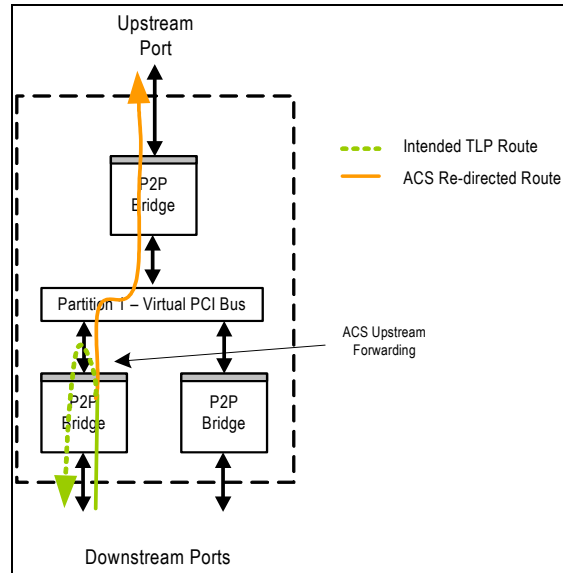 Upstream
Port
Intended TLP Route
ACS Re-directed Route
P2P
Bridge
Partition 1 – Virtual PCI Bus
ACS Upstream
Forwarding
P2P
Bridge
P2P
Bridge
Downstream Ports